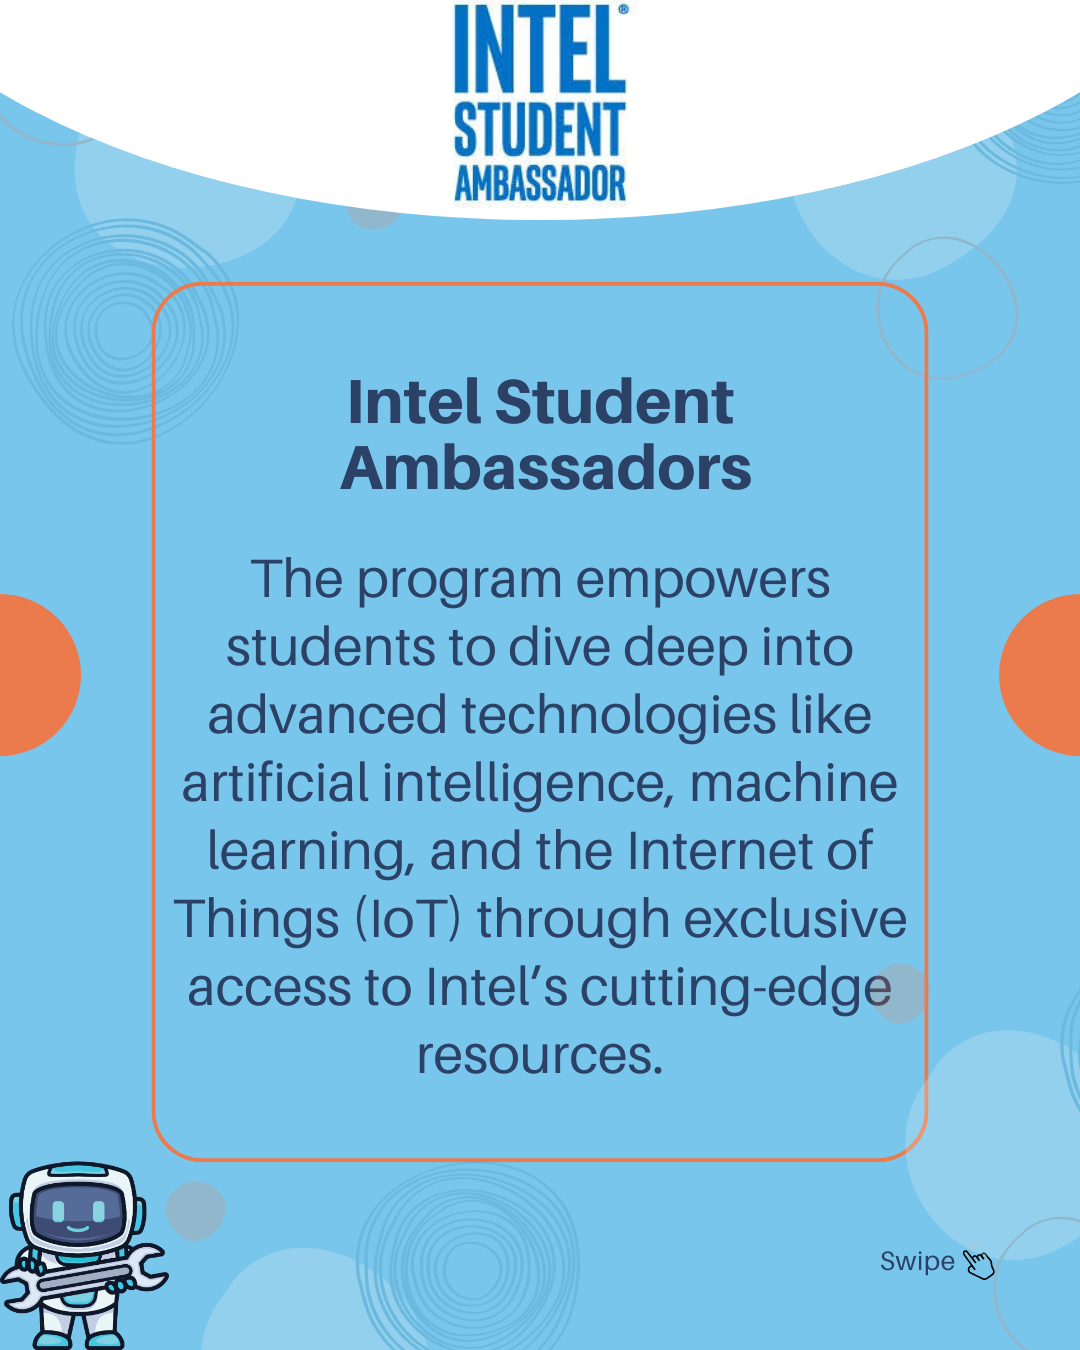 INTEL®
STUDENT
AMBASSADOR
Intel Student
Ambassadors
The program empowers
students to dive deep into
advanced technologies like
artificial intelligence, machine
learning, and the Internet of
Things (IoT) through exclusive
access to Intel’s cutting-edge
resources.
Swipe